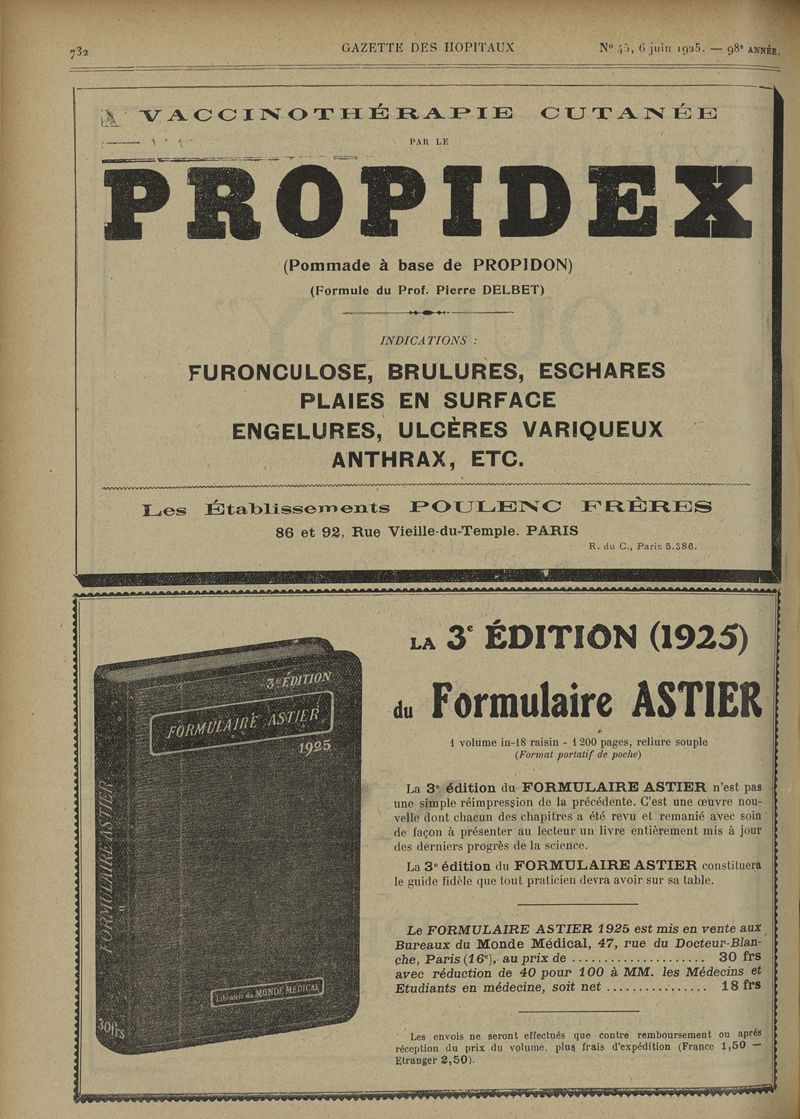 732 GAZETTE DES HOPITAUX N° 45, 6 juin 1925. — 98e ANNÉE.
VACCINOTHÉRAPIE CUTANÉE
PAR LE
PROPIDEX
(Pommade à base de PROPIDON)
(Formule du Prof. Pierre DELBET)
INDICATIONS :
FURONCULOSE, BRULURES, ESCHARES
PLAIES EN SURFACE
ENGELURES, ULCÈRES VARIQUEUX
ANTHRAX, ETC.
Les Établissements POULENC FRÈRES
86 et 92, Rue Vieille-du-Temple. PARIS
R. du C., Paris 5.386.
3e ÉDITION
FORMULAIRE ASTIER
1925
FORMULAIRE ASTIER
Librairie du MONDE MÉDICAL
30frs
LA 3e ÉDITION (1925)
du Formulaire ASTIER
1 volume in-18 raisin - 1200 pages, reliure souple
(Format portatif de poche)
La 3e édition du FORMULAIRE ASTIER n'est pas
une simple réimpression de la précédente. C'est une œuvre nou-
velle dont chacun des chapitres a été revu et remanié avec soin
de façon à présenter au lecteur un livre entièrement mis à jour
des derniers progrès de la science.
La 3e édition du FORMULAIRE ASTIER constituera
le guide fidèle que tout praticien devra avoir sur sa table.
Le FORMULAIRE ASTIER 1925 est mis en vente aux
Bureaux du Monde Médical, 47, rue du Docteur-Blan-
che, Paris (16e), au prix de ..................... 30 frs
avec réduction de 40 pour 100 à MM. les Médecins et
Etudiants en médecine, soit net ................ 18 frs
Les envois ne seront effectués que contre remboursement ou après
réception du prix du volume, plus frais d'expédition (France 1,50 —
Etranger 2,50).